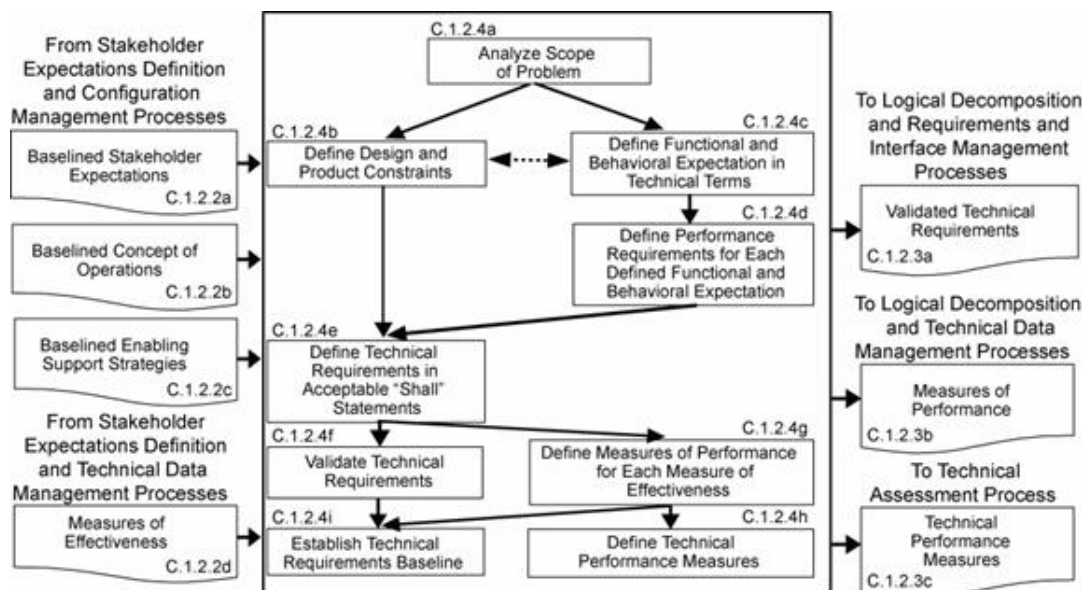 From Stakeholder
Expectations Definition
and Configuration
Management Processes
Baselined Stakeholder
Expectations
C.1.2.2a
Baselined Concept of
Operations
C.1.2.2b
Baselined Enabling
Support Strategies
C.1.2.2c
From Stakeholder
Expectations Definition
and Technical Data
Management Processes
Measures of
Effectiveness
C.1.2.2d
C.1.2.4a
Analyze Scope
of Problem
C.1.2.4b
Define Design and
Product Constraints
C.1.2.4c
Define Functional and
Behavioral Expectation in
Technical Terms
C.1.2.4d
Define Performance
Requirements for Each
Defined Functional and
Behavioral Expectation
C.1.2.4e
Define Technical
Requirements in
Acceptable “Shall”
Statements
C.1.2.4f
Validate Technical
Requirements
C.1.2.4g
Define Measures of Performance
for Each Measure of
Effectiveness
C.1.2.4i
Establish Technical
Requirements Baseline
C.1.2.4h
Define Technical
Performance Measures
To Logical Decomposition
and Requirements and
Interface Management
Processes
Validated Technical
Requirements
C.1.2.3a
To Logical Decomposition
and Technical Data
Management Processes
Measures of
Performance
C.1.2.3b
To Technical
Assessment Process
Technical
Performance
Measures
C.1.2.3c